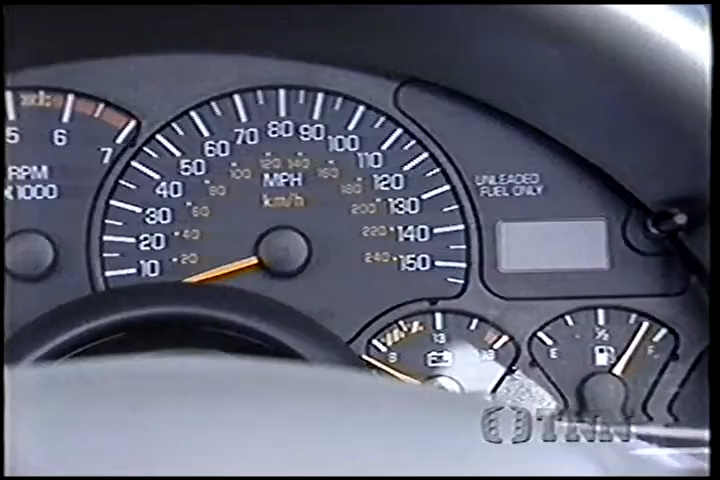 5 6 7
RPM
X1000
10 20 30 40 50 60 70 80 90 100 110 120 130 140 150
MPH
km/h
20 40 60 80 100 120 140 160 180 200 220 240
UNLEADED
FUEL ONLY
13
E ½ F
TNN